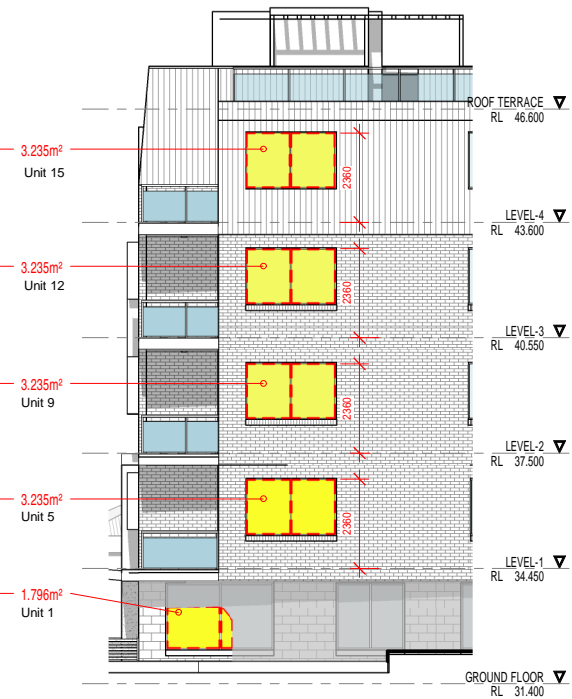 ROOF TERRACE
RL 46.600
3.235m²
Unit 15
2360
LEVEL-4
RL 43.600
3.235m²
Unit 12
2360
LEVEL-3
RL 40.550
3.235m²
Unit 9
2360
LEVEL-2
RL 37.500
3.235m²
Unit 5
2360
LEVEL-1
RL 34.450
1.796m²
Unit 1
GROUND FLOOR
RL 31.400